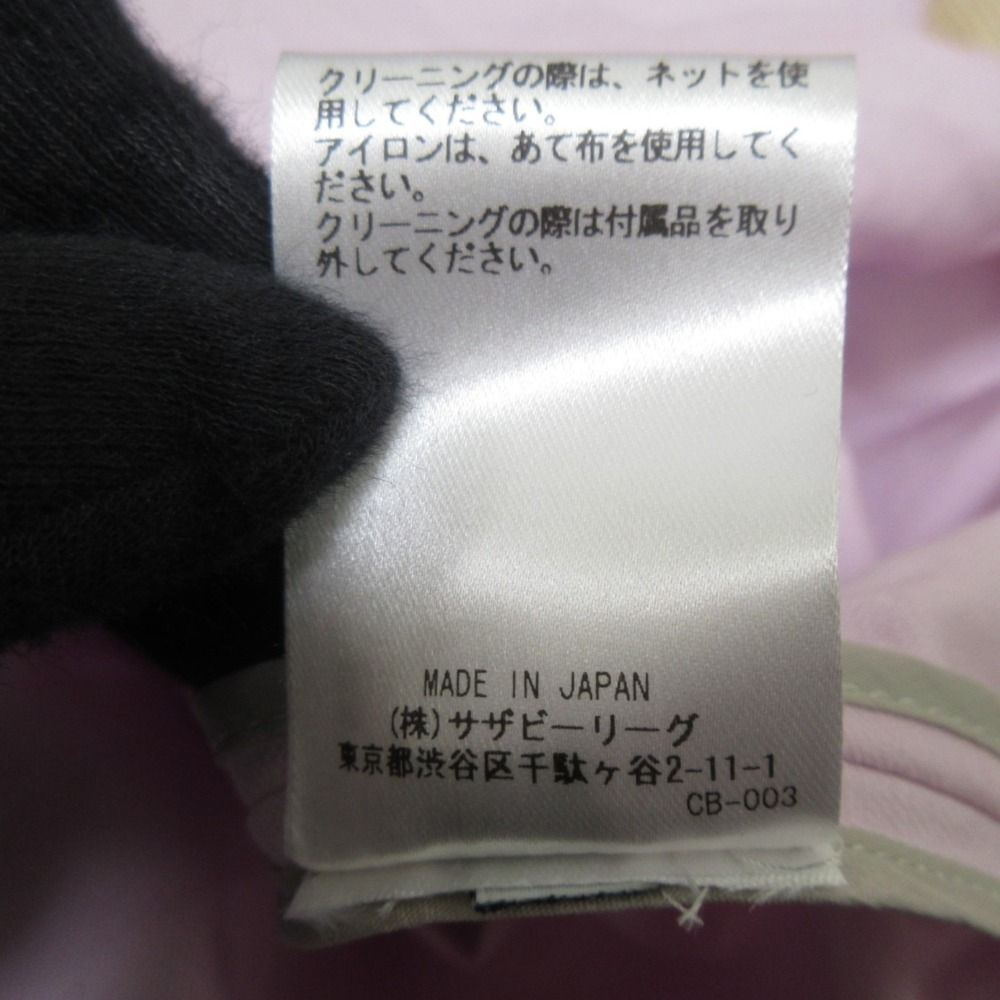 クリーニングの際は、ネットを使
用してください。
アイロンは、あて布を使用してく
ださい。
クリーニングの際は付属品を取り
外してください。
MADE IN JAPAN
(株)サザビーリーグ
東京都渋谷区千駄ヶ谷2-11-1
CB-003